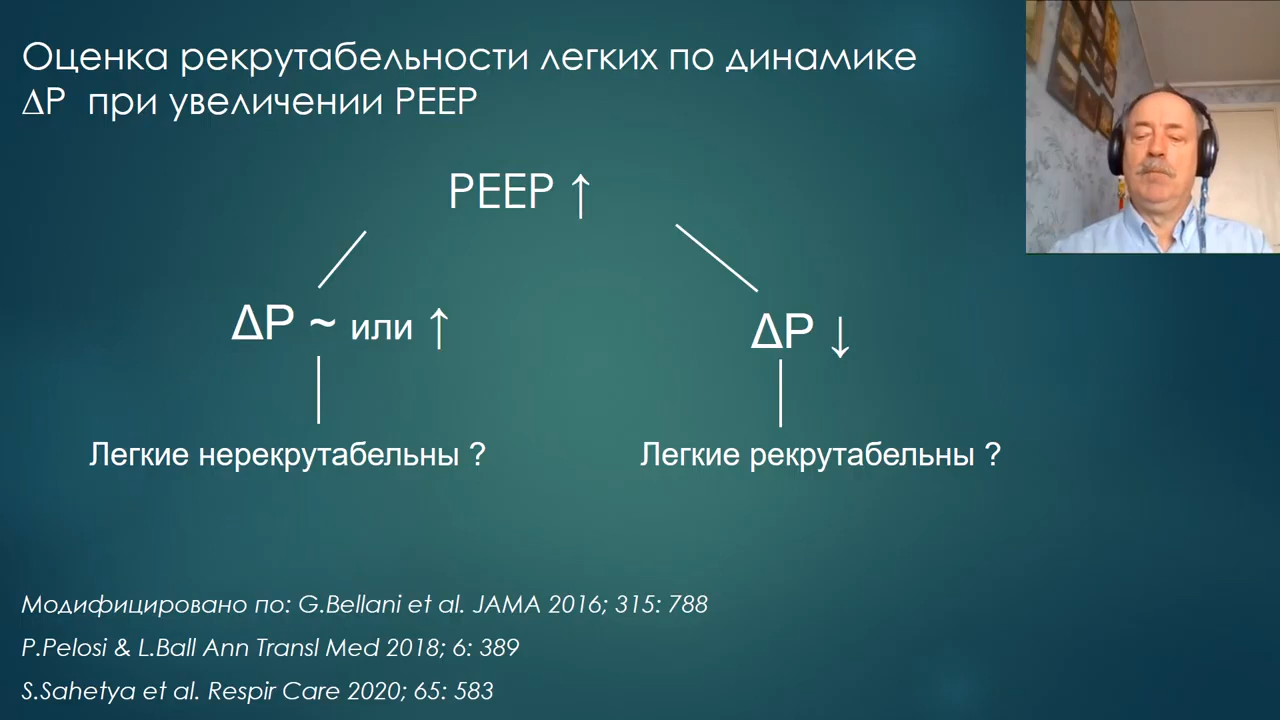 Оценка рекрутабельности легких по динамике
ΔP при увеличении PEEP
PEEP ↑
ΔP ~ или ↑
ΔP ↓
Легкие нерекрутабельны ?
Легкие рекрутабельны ?
Модифицировано по: G.Bellani et al. JAMA 2016; 315: 788
P.Pelosi & L.Ball Ann Transl Med 2018; 6: 389
S.Sahetya et al. Respir Care 2020; 65: 583